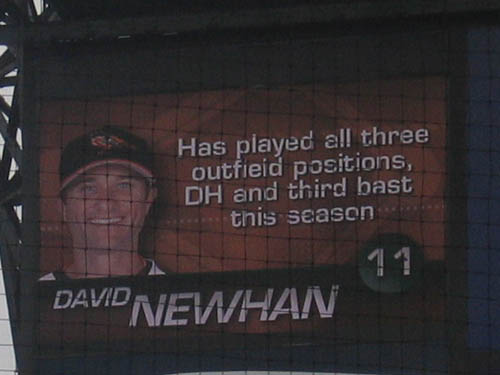 Has played all three
outfield positions,
DH and third bast
this season
11
DAVID NEWHAN